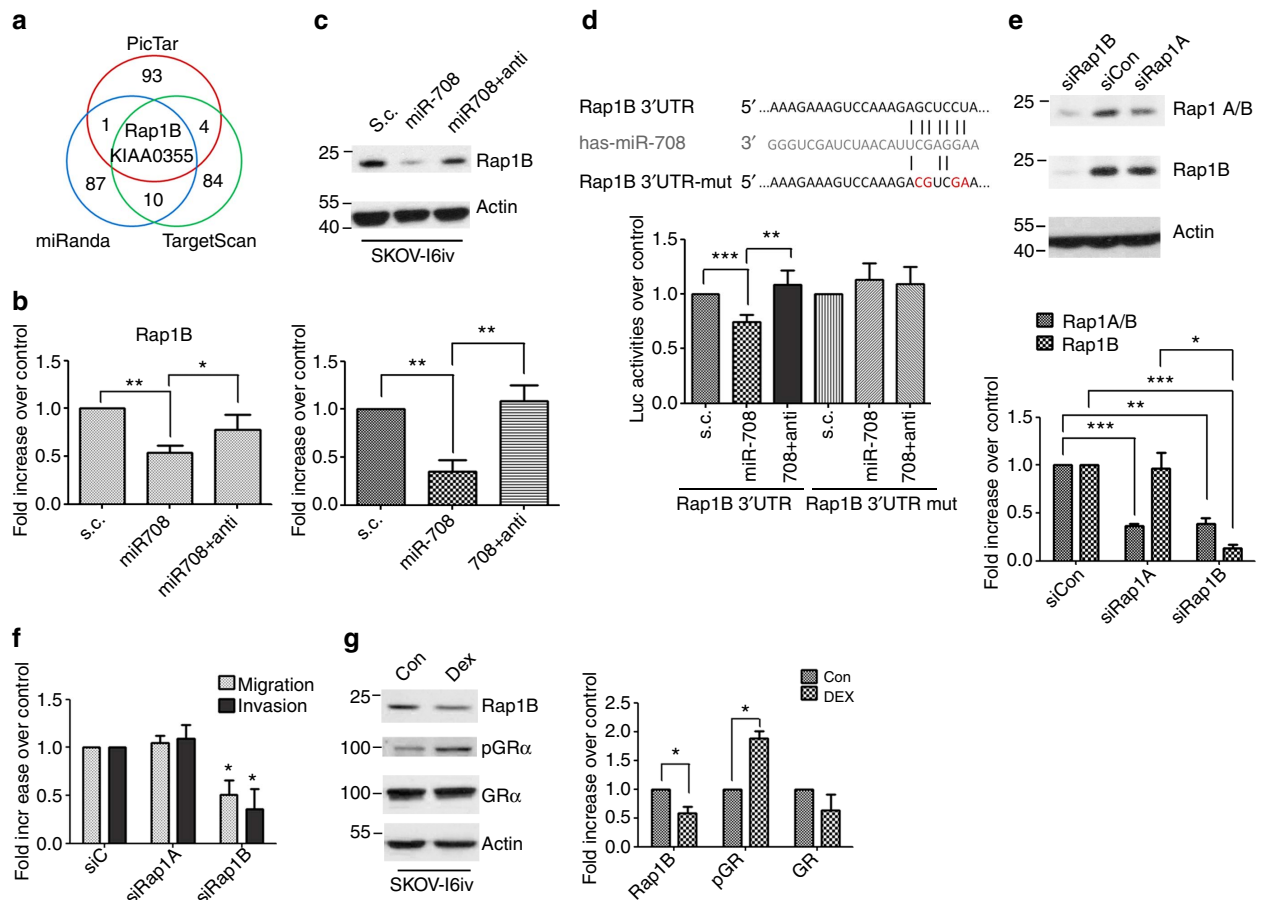 a
PicTar
93
1
Rap1B
4
KIAA0355
87
84
10
miRanda
TargetScan
b
Fold increase over control
Rap1B
1.5
1.0
0.5
0.0
**
*
s.c.
miR708
miR708+anti
Fold increase over control
1.5
1.0
0.5
0.0
**
**
s.c.
miR-708
708+anti
c
S.c.
miR-708
miR708+anti
25
Rap1B
55
40
Actin
SKOV-I6iv
d
Rap1B 3′UTR 5′ ...AAAGAAAGUCCAAAGAGCUCCUA...
has-miR-708 3′ GGGUCGAUCUAACAUUCGAGGAA
Rap1B 3′UTR-mut 5′ ...AAAAGAAAGUCCAAAGACGUCGAA...
Luc activities over control
1.5
1.0
0.5
0.0
***
**
s.c.
miR-708
708+anti
s.c.
miR-708
708+anti
Rap1B 3′UTR
Rap1B 3′UTR mut
e
siRap1B
siCon
siRap1A
25
Rap1 A/B
Rap1B
55
40
Actin
Rap1A/B
Rap1B
Fold increase over control
1.0
0.5
0.0
*
***
**
***
siCon
siRap1A
siRap1B
f
Fold incr ease over control
Migration
Invasion
1.5
1.0
0.5
0.0
*
*
siC
siRap1A
siRap1B
g
Con
Dex
25
Rap1B
100
pGRα
100
GRα
55
Actin
SKOV-I6iv
Con
DEX
Fold increase over control
2.5
2.0
1.5
1.0
0.5
0.0
*
*
Rap1B
pGR
GR